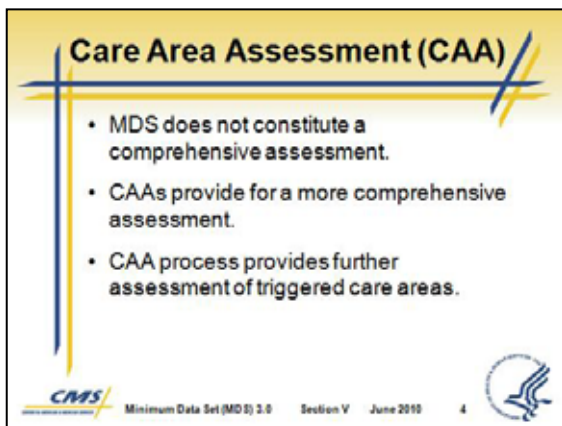 Care Area Assessment (CAA)
• MDS does not constitute a
comprehensive assessment.
• CAAs provide for a more comprehensive
assessment.
• CAA process provides further
assessment of triggered care areas.
CMS
Minimum Data Set (MDS) 3.0 Section V June 2010 4